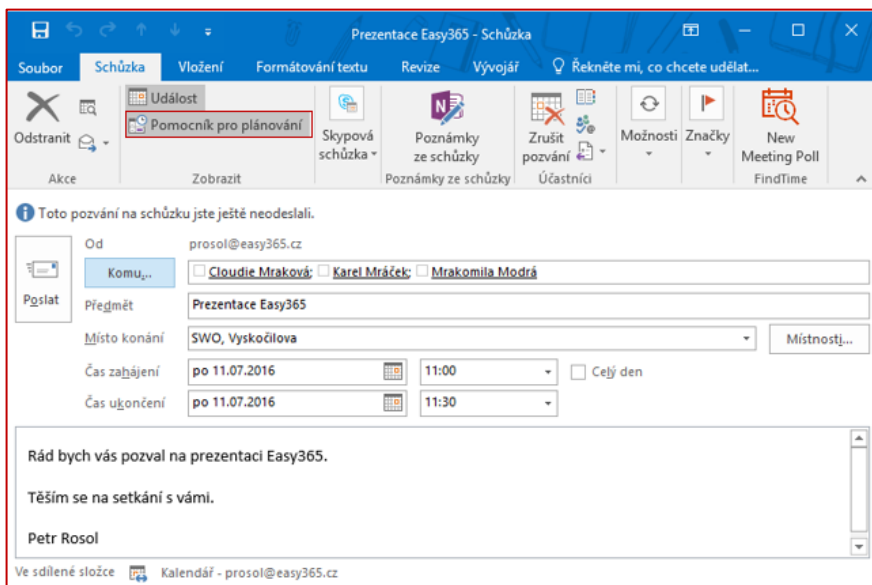 Prezentace Easy365 - Schůzka
Soubor Schůzka Vložení Formátování textu Revize Vývojář Řekněte mi, co chcete udělat...
Odstranit
Akce
Událost
Pomocník pro plánování
Zobrazit
Skypová
schůzka
Poznámky
ze schůzky
Poznámky ze schůzky
Zrušit
pozvání
Účastníci
Možnosti
Značky
New
Meeting Poll
FindTime
Toto pozvání na schůzku jste ještě neodeslali.
Poslat
Od prosol@easy365.cz
Komu... Cloudie Mraková; Karel Mráček; Mrakomila Modrá
Předmět Prezentace Easy365
Místo konání SWO, Vyskočilova Místnosti...
Čas zahájení po 11.07.2016 11:00 Celý den
Čas ukončení po 11.07.2016 11:30
Rád bych vás pozval na prezentaci Easy365.
Těším se na setkání s vámi.
Petr Rosol
Ve sdílené složce Kalendář - prosol@easy365.cz